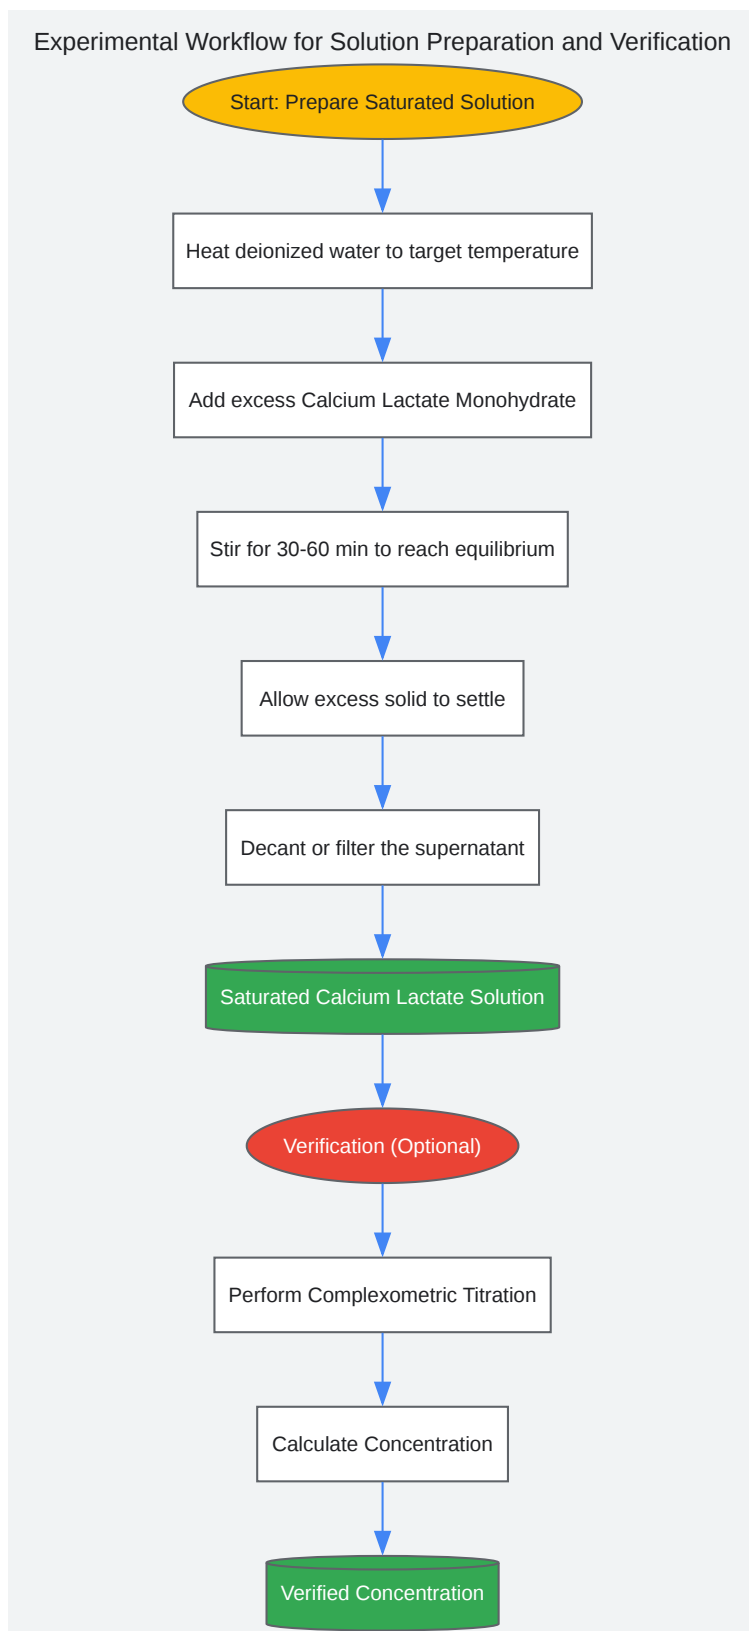 Experimental Workflow for Solution Preparation and Verification
Start: Prepare Saturated Solution
Heat deionized water to target temperature
Add excess Calcium Lactate Monohydrate
Stir for 30-60 min to reach equilibrium
Allow excess solid to settle
Decant or filter the supernatant
Saturated Calcium Lactate Solution
Verification (Optional)
Perform Complexometric Titration
Calculate Concentration
Verified Concentration